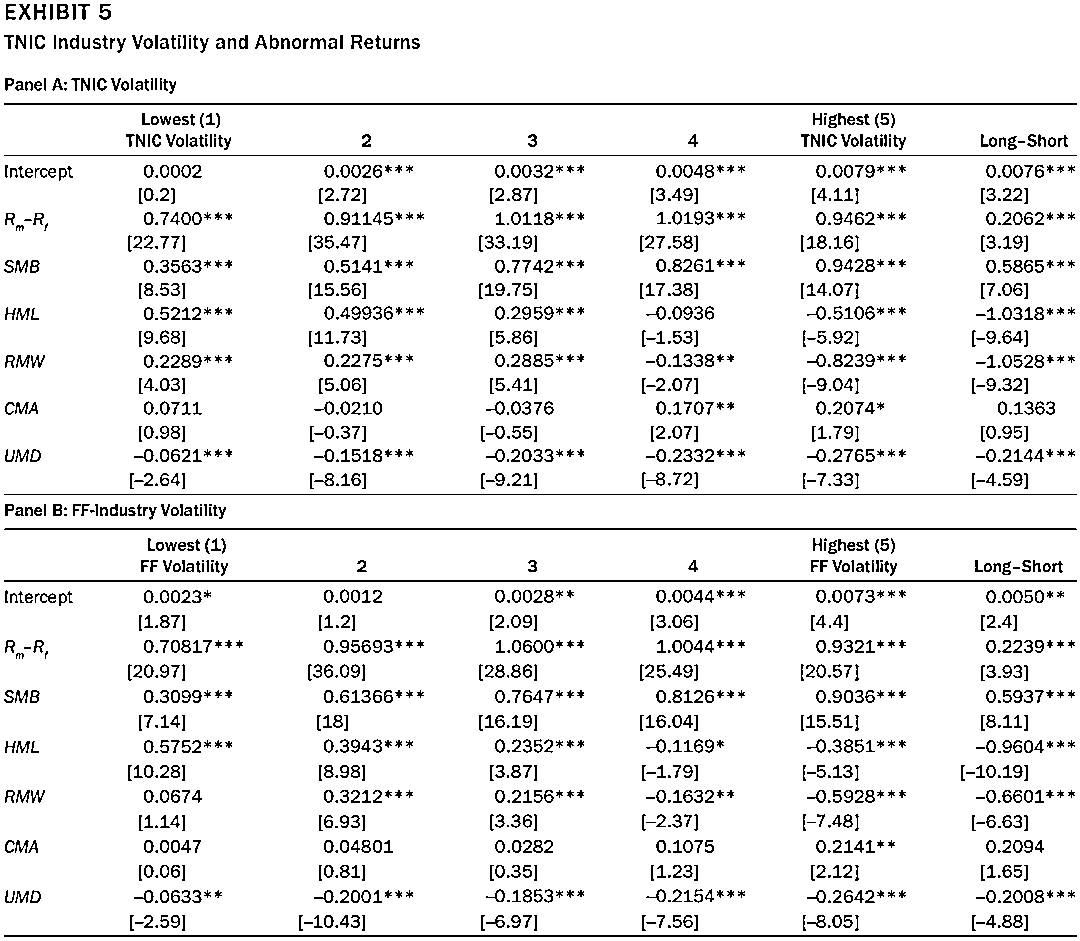 EXHIBIT 5
TNIC Industry Volatility and Abnormal Returns
Panel A: TNIC Volatility
Lowest (1) Highest (5)
TNIC Volatility 2 3 4 TNIC Volatility Long–Short
Intercept 0.0002 0.0026*** 0.0032*** 0.0048*** 0.0079*** 0.0076***
[0.2] [2.72] [2.87] [3.49] [4.11] [3.22]
Rm–Rf 0.7400*** 0.91145*** 1.0118*** 1.0193*** 0.9462*** 0.2062***
[22.77] [35.47] [33.19] [27.58] [18.16] [3.19]
SMB 0.3563*** 0.5141*** 0.7742*** 0.8261*** 0.9428*** 0.5865***
[8.53] [15.56] [19.75] [17.38] [14.07] [7.06]
HML 0.5212*** 0.49936*** 0.2959*** –0.0936 –0.5106*** –1.0318***
[9.68] [11.73] [5.86] [–1.53] [–5.92] [–9.64]
RMW 0.2289*** 0.2275*** 0.2885*** –0.1338** –0.8239*** –1.0528***
[4.03] [5.06] [5.41] [–2.07] [–9.04] [–9.32]
CMA 0.0711 –0.0210 –0.0376 0.1707** 0.2074* 0.1363
[0.98] [–0.37] [–0.55] [2.07] [1.79] [0.95]
UMD –0.0621*** –0.1518*** –0.2033*** –0.2332*** –0.2765*** –0.2144***
[–2.64] [–8.16] [–9.21] [–8.72] [–7.33] [–4.59]
Panel B: FF-Industry Volatility
Lowest (1) Highest (5)
FF Volatility 2 3 4 FF Volatility Long–Short
Intercept 0.0023* 0.0012 0.0028** 0.0044*** 0.0073*** 0.0050**
[1.87] [1.2] [2.09] [3.06] [4.4] [2.4]
Rm–Rf 0.70817*** 0.95693*** 1.0600*** 1.0044*** 0.9321*** 0.2239***
[20.97] [36.09] [28.86] [25.49] [20.57] [3.93]
SMB 0.3099*** 0.61366*** 0.7647*** 0.8126*** 0.9036*** 0.5937***
[7.14] [18] [16.19] [16.04] [15.51] [8.11]
HML 0.5752*** 0.3943*** 0.2352*** –0.1169* –0.3851*** –0.9604***
[10.28] [8.98] [3.87] [–1.79] [–5.13] [–10.19]
RMW 0.0674 0.3212*** 0.2156*** –0.1632** –0.5928*** –0.6601***
[1.14] [6.93] [3.36] [–2.37] [–7.48] [–6.63]
CMA 0.0047 0.04801 0.0282 0.1075 0.2141** 0.2094
[0.06] [0.81] [0.35] [1.23] [2.12] [1.65]
UMD –0.0633** –0.2001*** –0.1853*** –0.2154*** –0.2642*** –0.2008***
[–2.59] [–10.43] [–6.97] [–7.56] [–8.05] [–4.88]